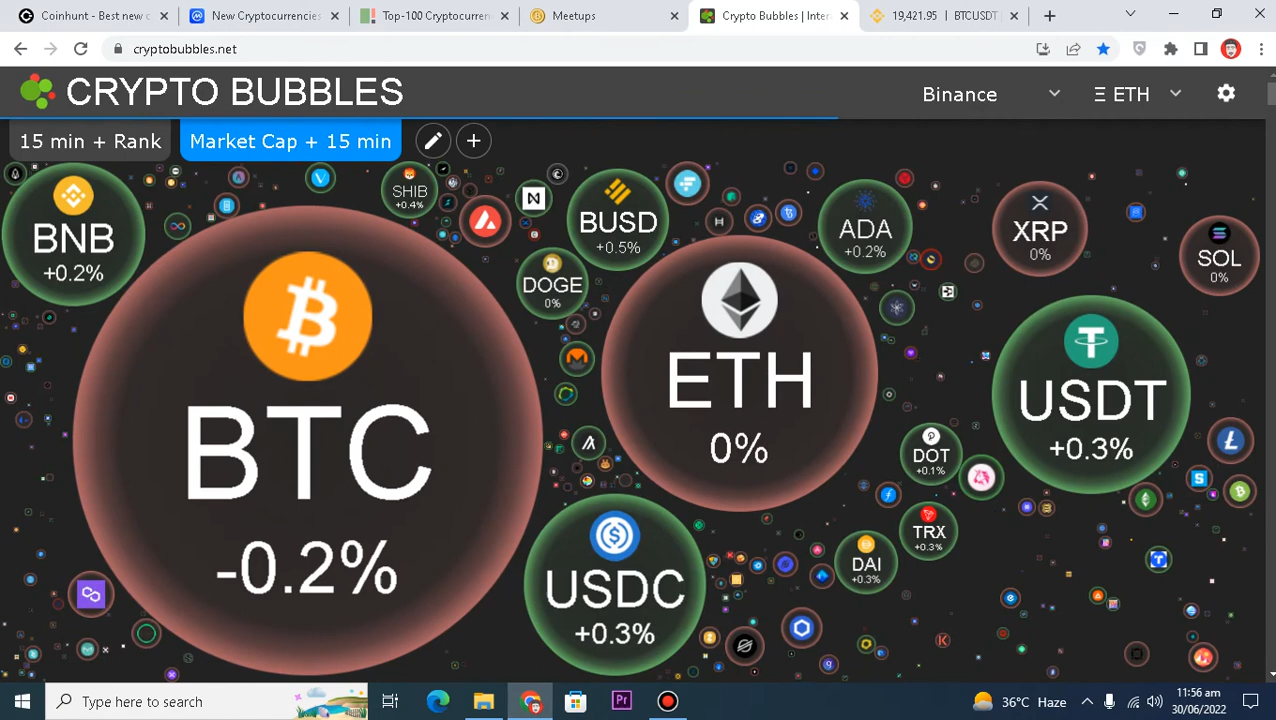 Coinhunt - Best new c
New Cryptocurrencies
Top-100 Cryptocurren
Meetups
Crypto Bubbles | Inter
19,421.95 | BTCUSDT |
cryptobubbles.net
CRYPTO BUBBLES
Binance
Ξ ETH
15 min + Rank
Market Cap + 15 min
BNB
+0.2%
SHIB
+0.4%
BUSD
+0.5%
ADA
+0.2%
XRP
0%
SOL
0%
DOGE
0%
BTC
-0.2%
ETH
0%
USDT
+0.3%
DOT
+0.1%
TRX
+0.3%
DAI
+0.3%
USDC
+0.3%
Type here to search
Pr
36°C Haze
11:56 am
30/06/2022